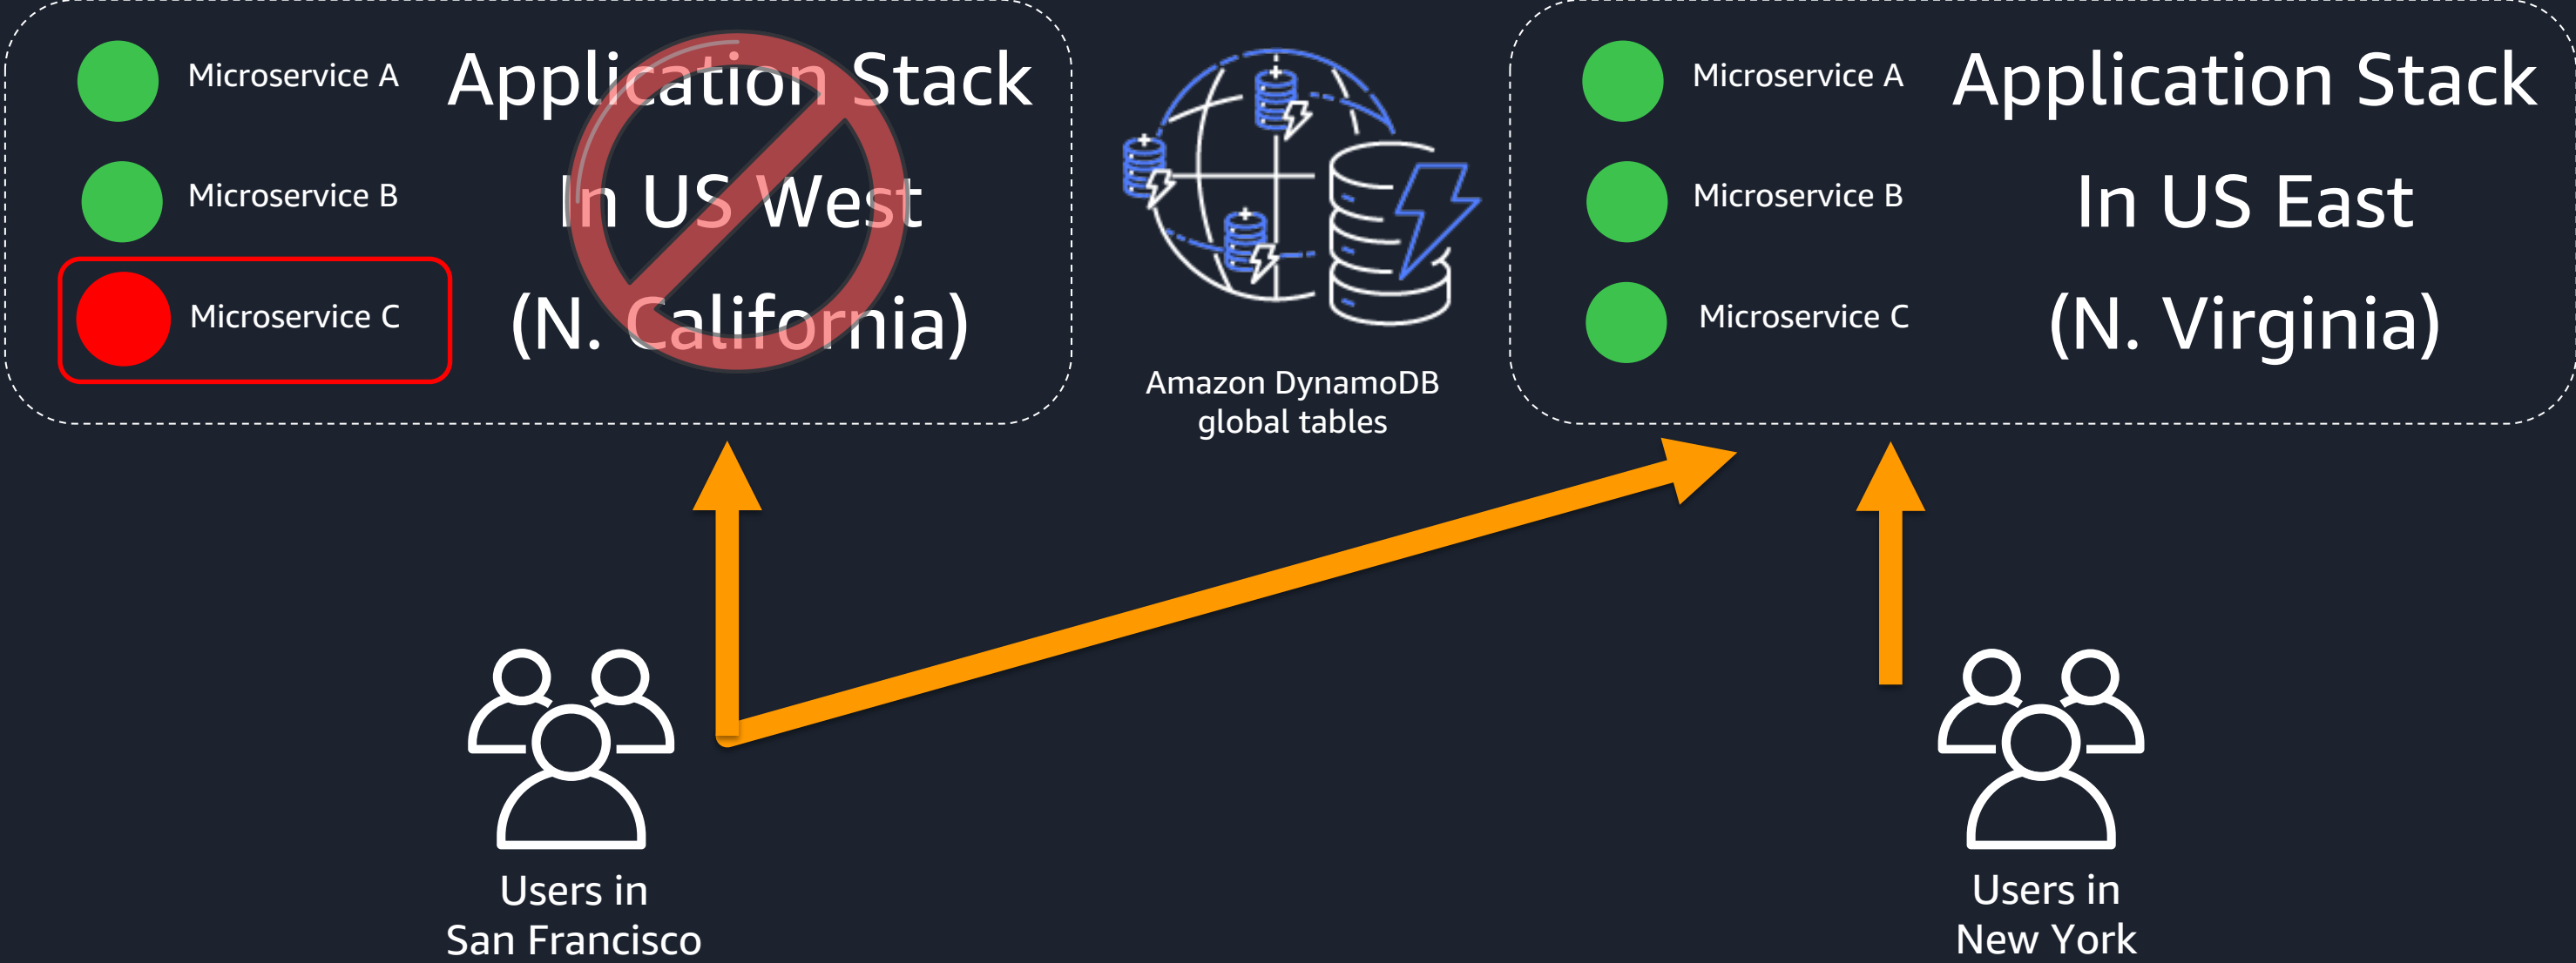 Microservice A
Microservice B
Microservice C
Application Stack
In US West
(N. California)
Amazon DynamoDB
global tables
Microservice A
Microservice B
Microservice C
Application Stack
In US East
(N. Virginia)
Users in
San Francisco
Users in
New York